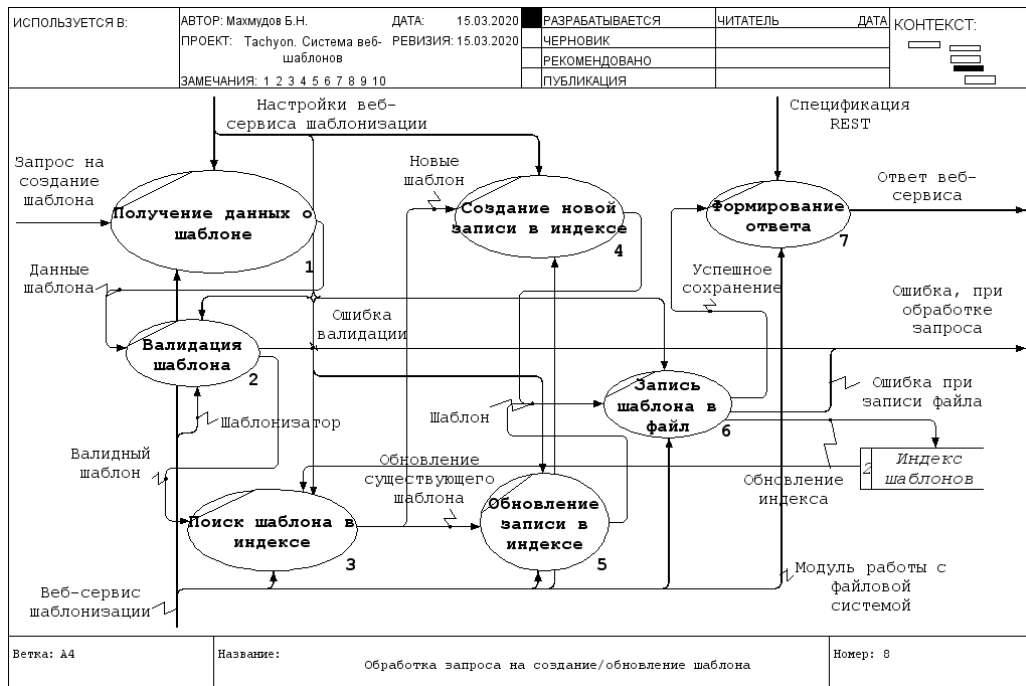 ИСПОЛЬЗУЕТСЯ В:
АВТОР: Махмудов Б.Н.
ДАТА: 15.03.2020
ПРОЕКТ: Tachyon. Система веб-
шаблонов
РЕВИЗИЯ: 15.03.2020
ЗАМЕЧАНИЯ: 1 2 3 4 5 6 7 8 9 10
РАЗРАБАТЫВАЕТСЯ
ЧЕРНОВИК
РЕКОМЕНДОВАНО
ПУБЛИКАЦИЯ
ЧИТАТЕЛЬ
ДАТА
КОНТЕКСТ:
Настройки веб-
сервиса шаблонизации
Спецификация
REST
Запрос на
создание
шаблона
Новые
шаблон
Ответ веб-
сервиса
Получение данных о
шаблоне
1
Создание новой
записи в индексе
4
Формирование
ответа
7
Данные
шаблона
Успешное
сохранение
Ошибка, при
обработке
запроса
Ошибка
валидации
Валидация
шаблона
2
Запись
шаблона в
файл
6
Ошибка при
записи файла
Шаблонизатор
Шаблон
Валидный
шаблон
Обновление
существующего
шаблона
Обновление
индекса
2
Индекс
шаблонов
Поиск шаблона в
индексе
3
Обновление
записи в
индексе
5
Веб-сервис
шаблонизации
Модуль работы с
файловой
системой
Ветка: A4
Название:
Обработка запроса на создание/обновление шаблона
Номер: 8